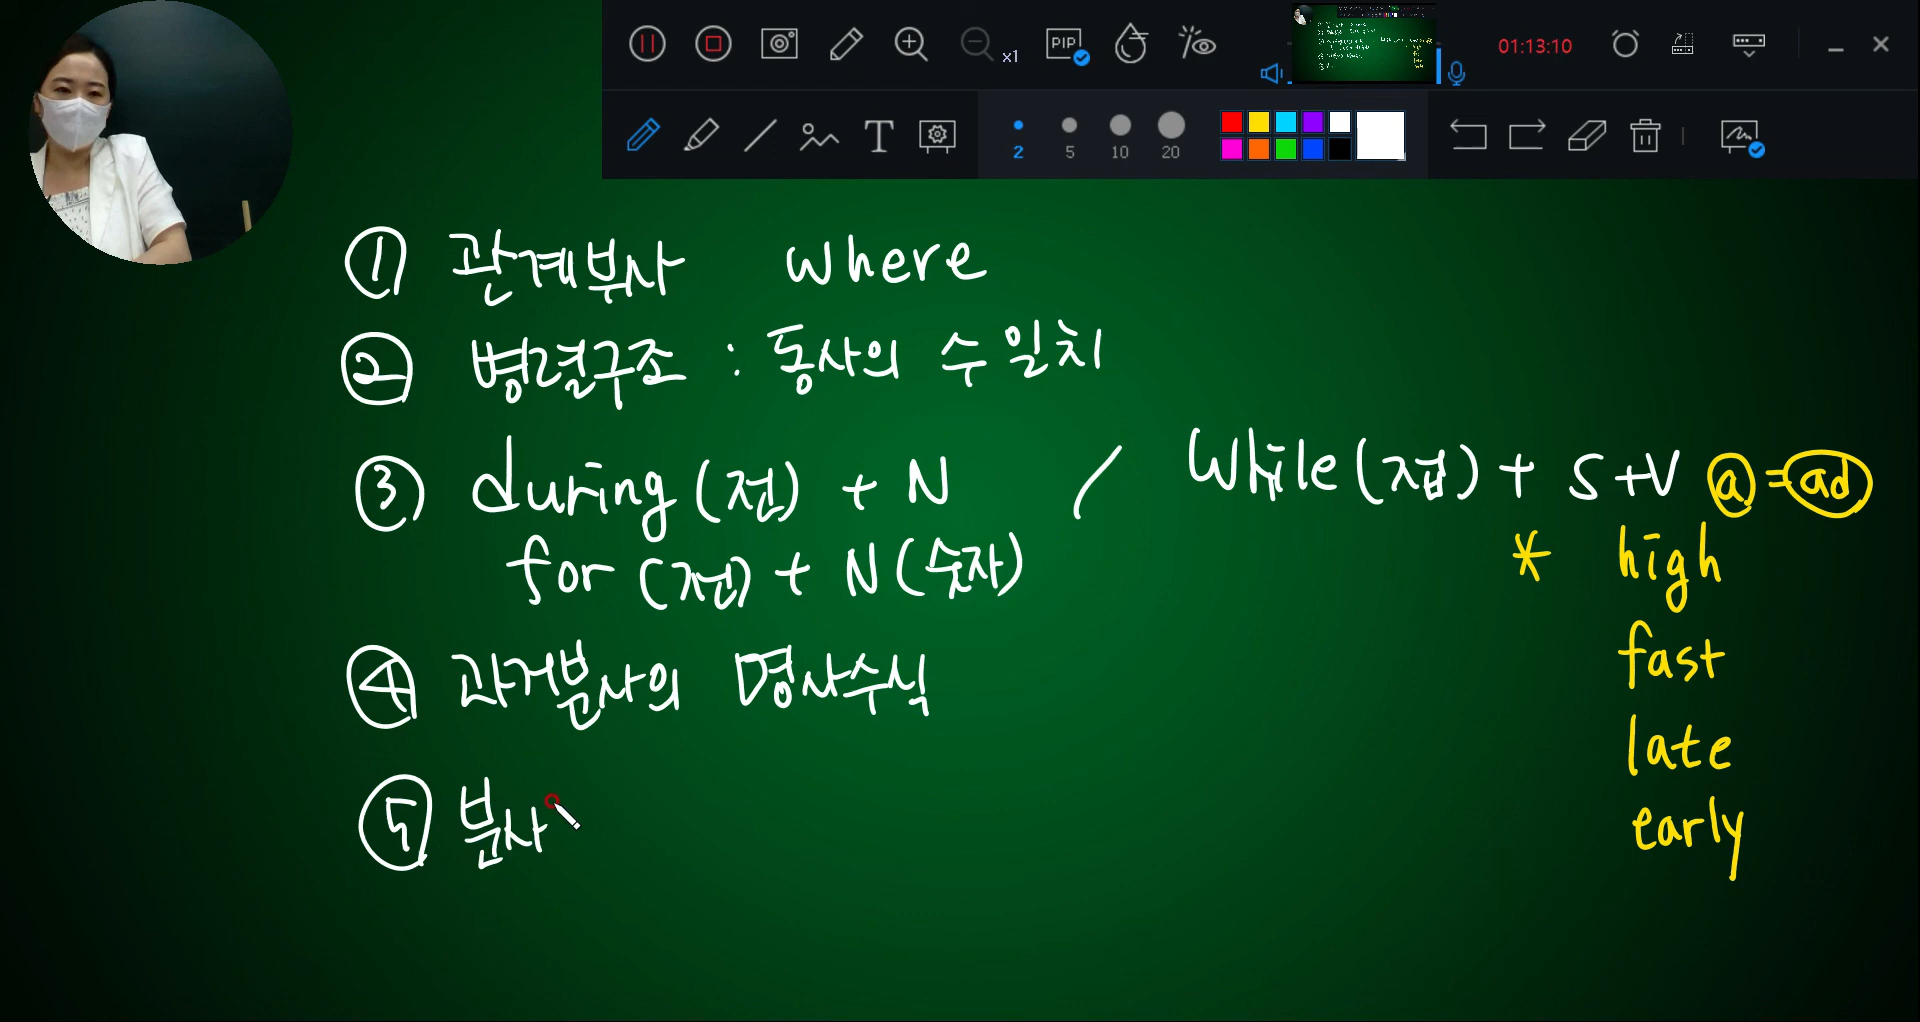 x1
PIP
01:13:10
T
2 5 10 20
① 관계부사 where
② 병렬구조 : 동사의 수 일치
③ during (전) + N / While (접) + S+V ⓐ = ad
for (전) + N (숫자)
* high
fast
late
early
④ 과거분사의 명사수식
⑤ 분사